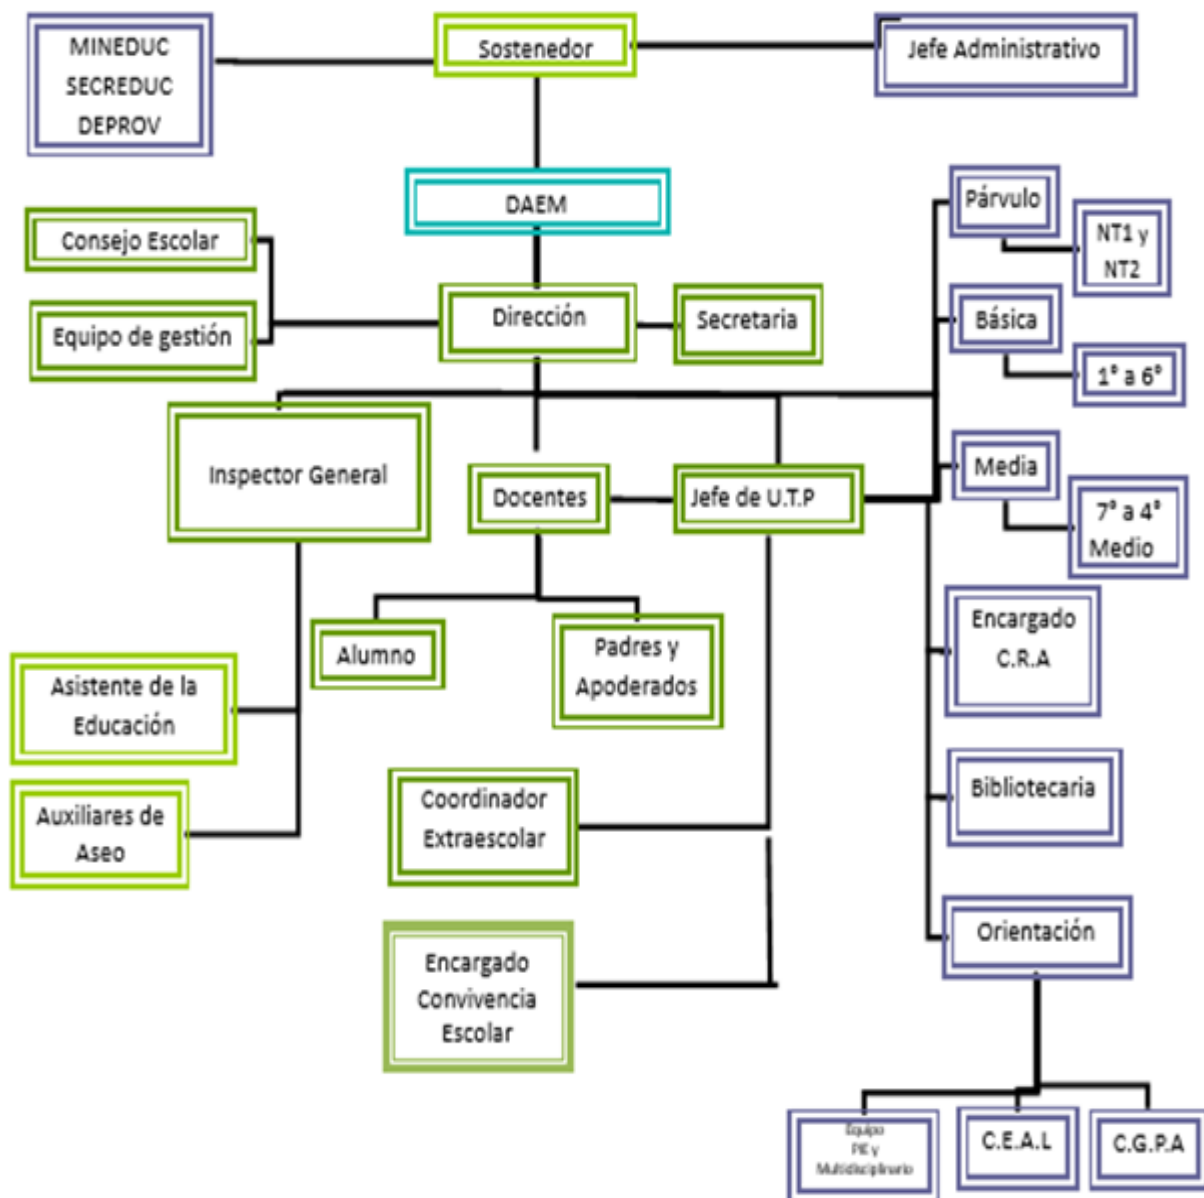 MINEDUC
SECREDUC
DEPROV
Sostenedor
Jefe Administrativo
DAEM
Párvulo
NT1 y
NT2
Consejo Escolar
Equipo de gestión
Dirección
Secretaria
Básica
1° a 6°
Inspector General
Docentes
Jefe de U.T.P
Media
7° a 4°
Medio
Alumno
Padres y
Apoderados
Encargado
C.R.A
Asistente de la
Educación
Auxiliares de
Aseo
Coordinador
Extraescolar
Bibliotecaria
Encargado
Convivencia
Escolar
Orientación
Equipo
PIE y
Multidisciplinario
C.E.A.L
C.G.P.A